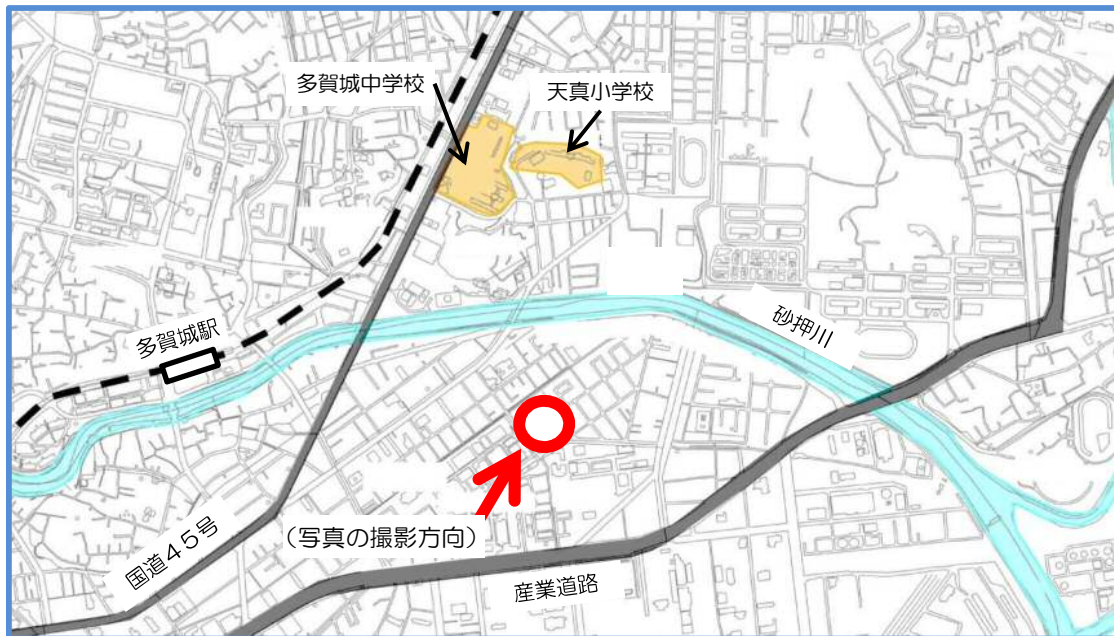 多賀城中学校
天真小学校
多賀城駅
砂押川
国道45号
(写真の撮影方向)
産業道路